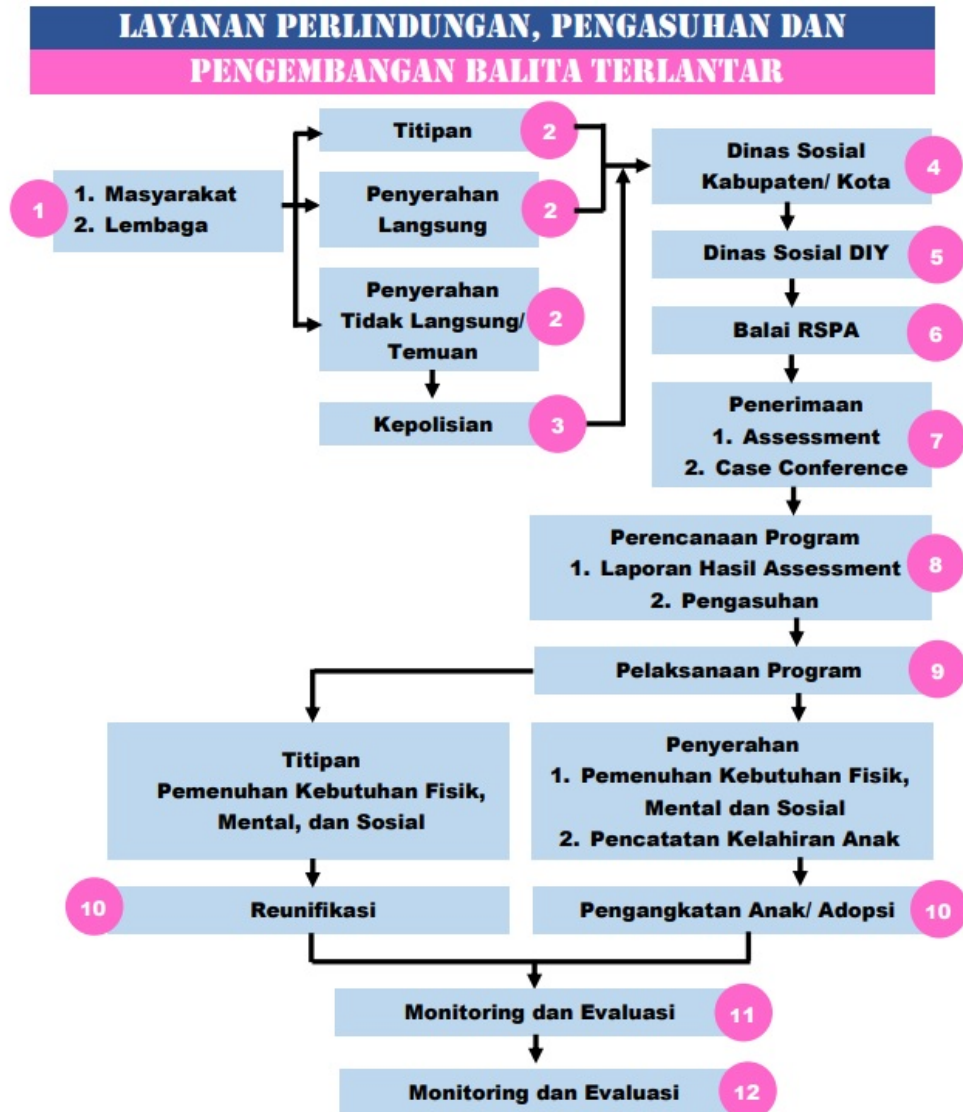 LAYANAN PERLINDUNGAN, PENGASUHAN DAN
PENGEMBANGAN BALITA TERLANTAR
1
1. Masyarakat
2. Lembaga
Titipan
2
Penyerahan
Langsung
2
Penyerahan
Tidak Langsung/
Temuan
2
Kepolisian
3
Dinas Sosial
Kabupaten/ Kota
4
Dinas Sosial DIY
5
Balai RSPA
6
Penerimaan
1. Assessment
2. Case Conference
7
Perencanaan Program
1. Laporan Hasil Assessment
2. Pengasuhan
8
Pelaksanaan Program
9
Titipan
Pemenuhan Kebutuhan Fisik,
Mental, dan Sosial
Penyerahan
1. Pemenuhan Kebutuhan Fisik,
Mental dan Sosial
2. Pencatatan Kelahiran Anak
10
Reunifikasi
Pengangkatan Anak/ Adopsi
10
Monitoring dan Evaluasi
11
Monitoring dan Evaluasi
12